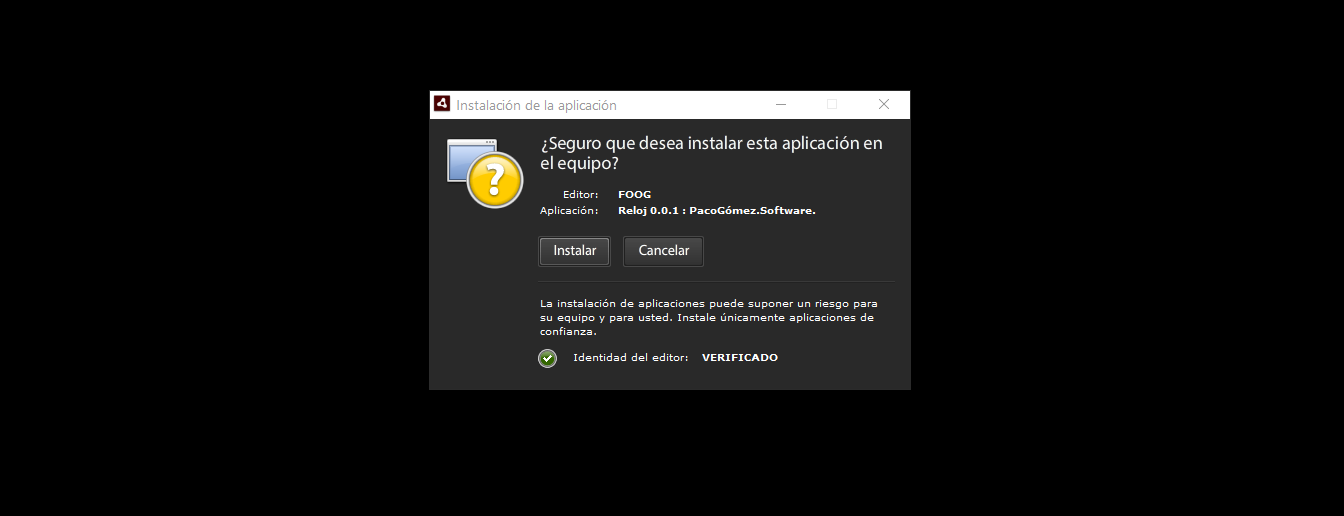 Instalación de la aplicación
¿Seguro que desea instalar esta aplicación en
el equipo?
Editor: FOOG
Aplicación: Reloj 0.0.1 : PacoGómez.Software.
Instalar Cancelar
La instalación de aplicaciones puede suponer un riesgo para
su equipo y para usted. Instale únicamente aplicaciones de
confianza.
Identidad del editor: VERIFICADO